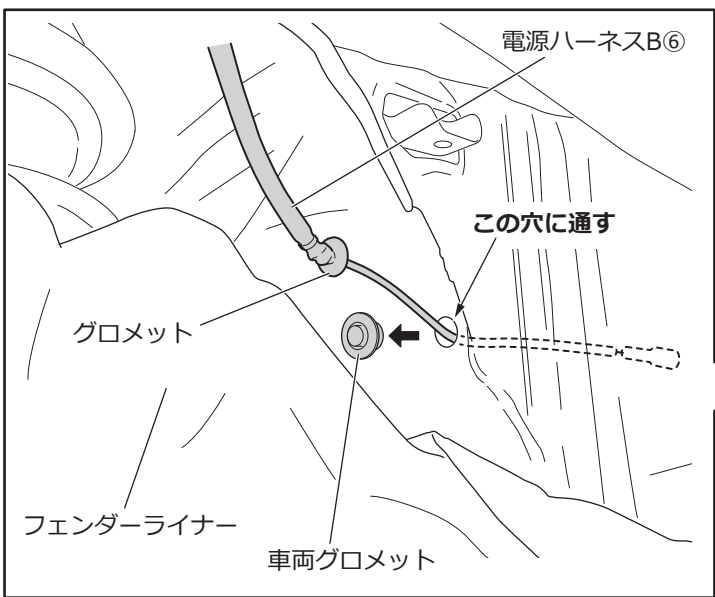 電源ハーネスB⑥
この穴に通す
グロメット
フェンダーライナー
車両グロメット